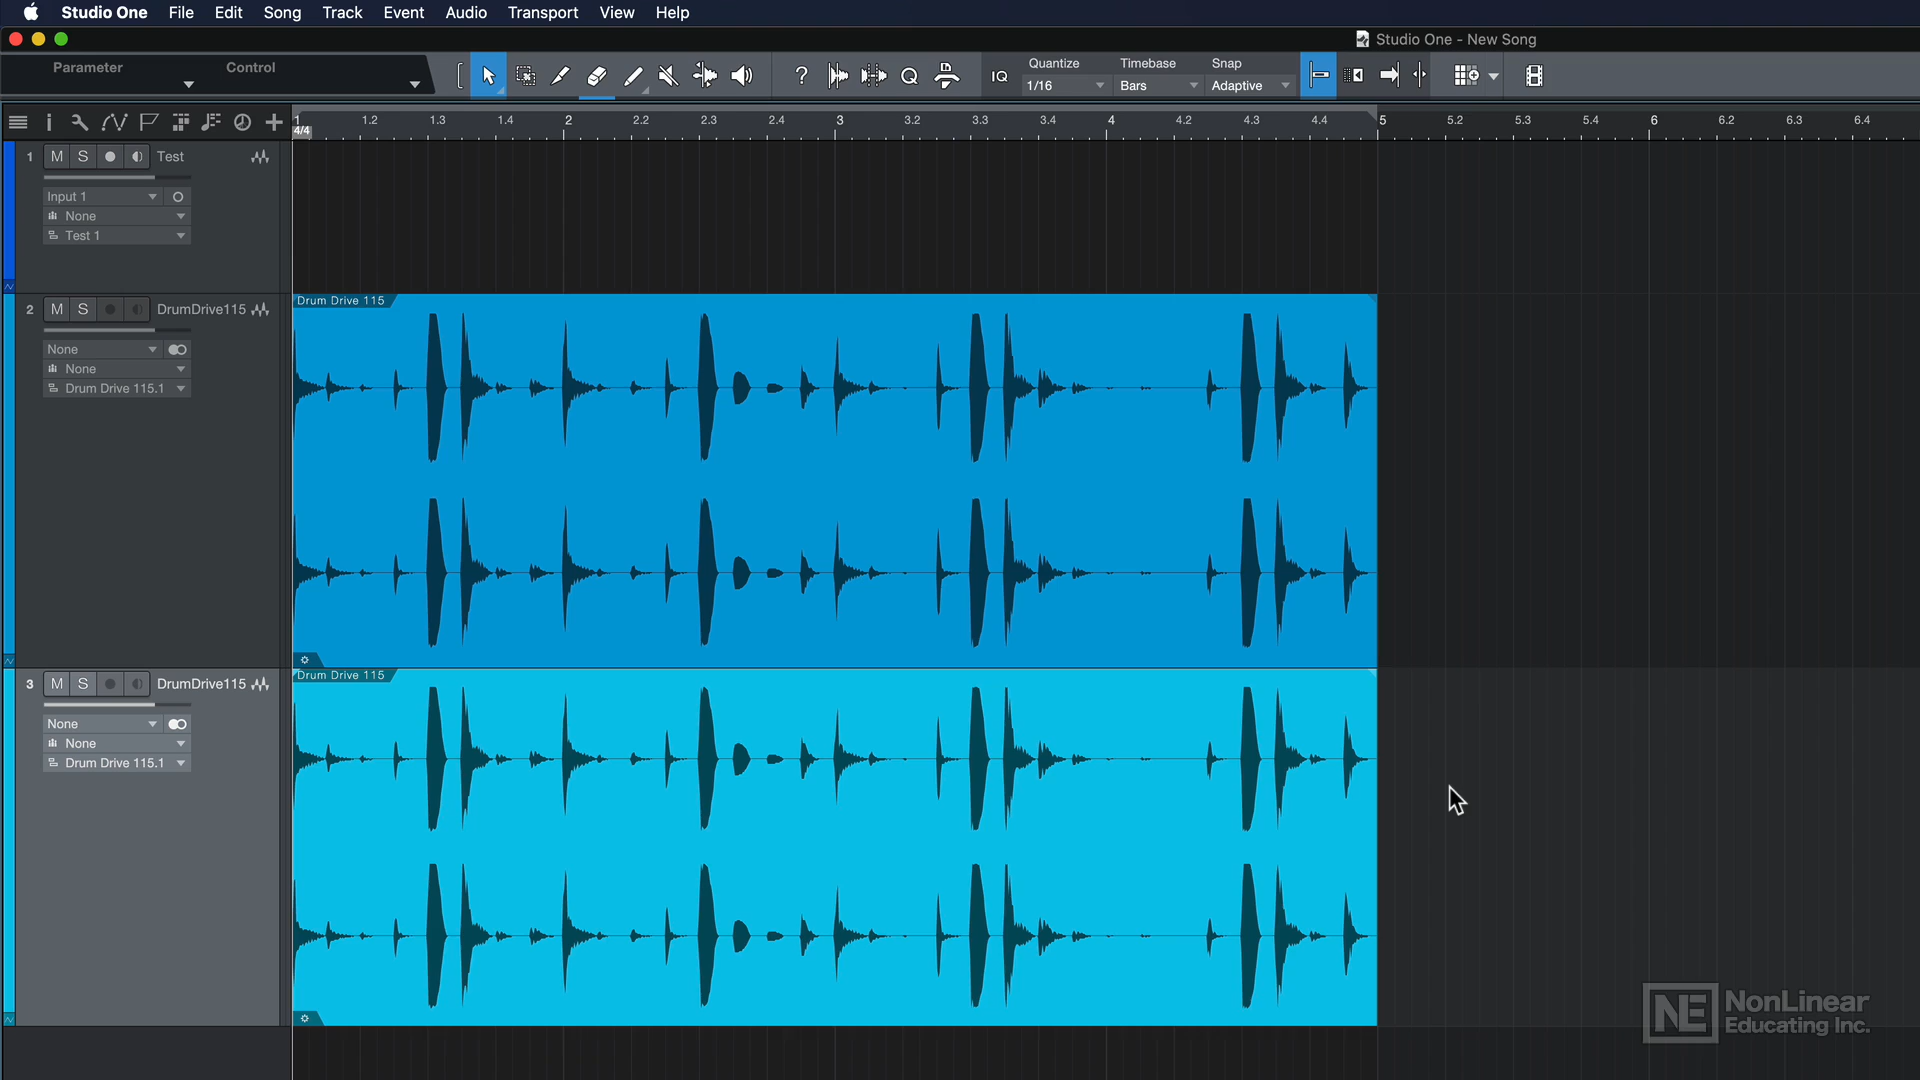 Studio One File Edit Song Track Event Audio Transport View Help
Studio One - New Song
Parameter Control
? Q IQ
Quantize Timebase Snap
1/16 Bars Adaptive
1 1.2 1.3 1.4 2 2.2 2.3 2.4 3 3.2 3.3 3.4 4 4.2 4.3 4.4 5 5.2 5.3 5.4 6 6.2 6.3 6.4
4/4
1 M S Test
Input 1
None
Test 1
2 M S DrumDrive115
None
None
Drum Drive 115.1
Drum Drive 115
3 M S DrumDrive115
None
None
Drum Drive 115.1
Drum Drive 115
NE NonLinear
Educating Inc.